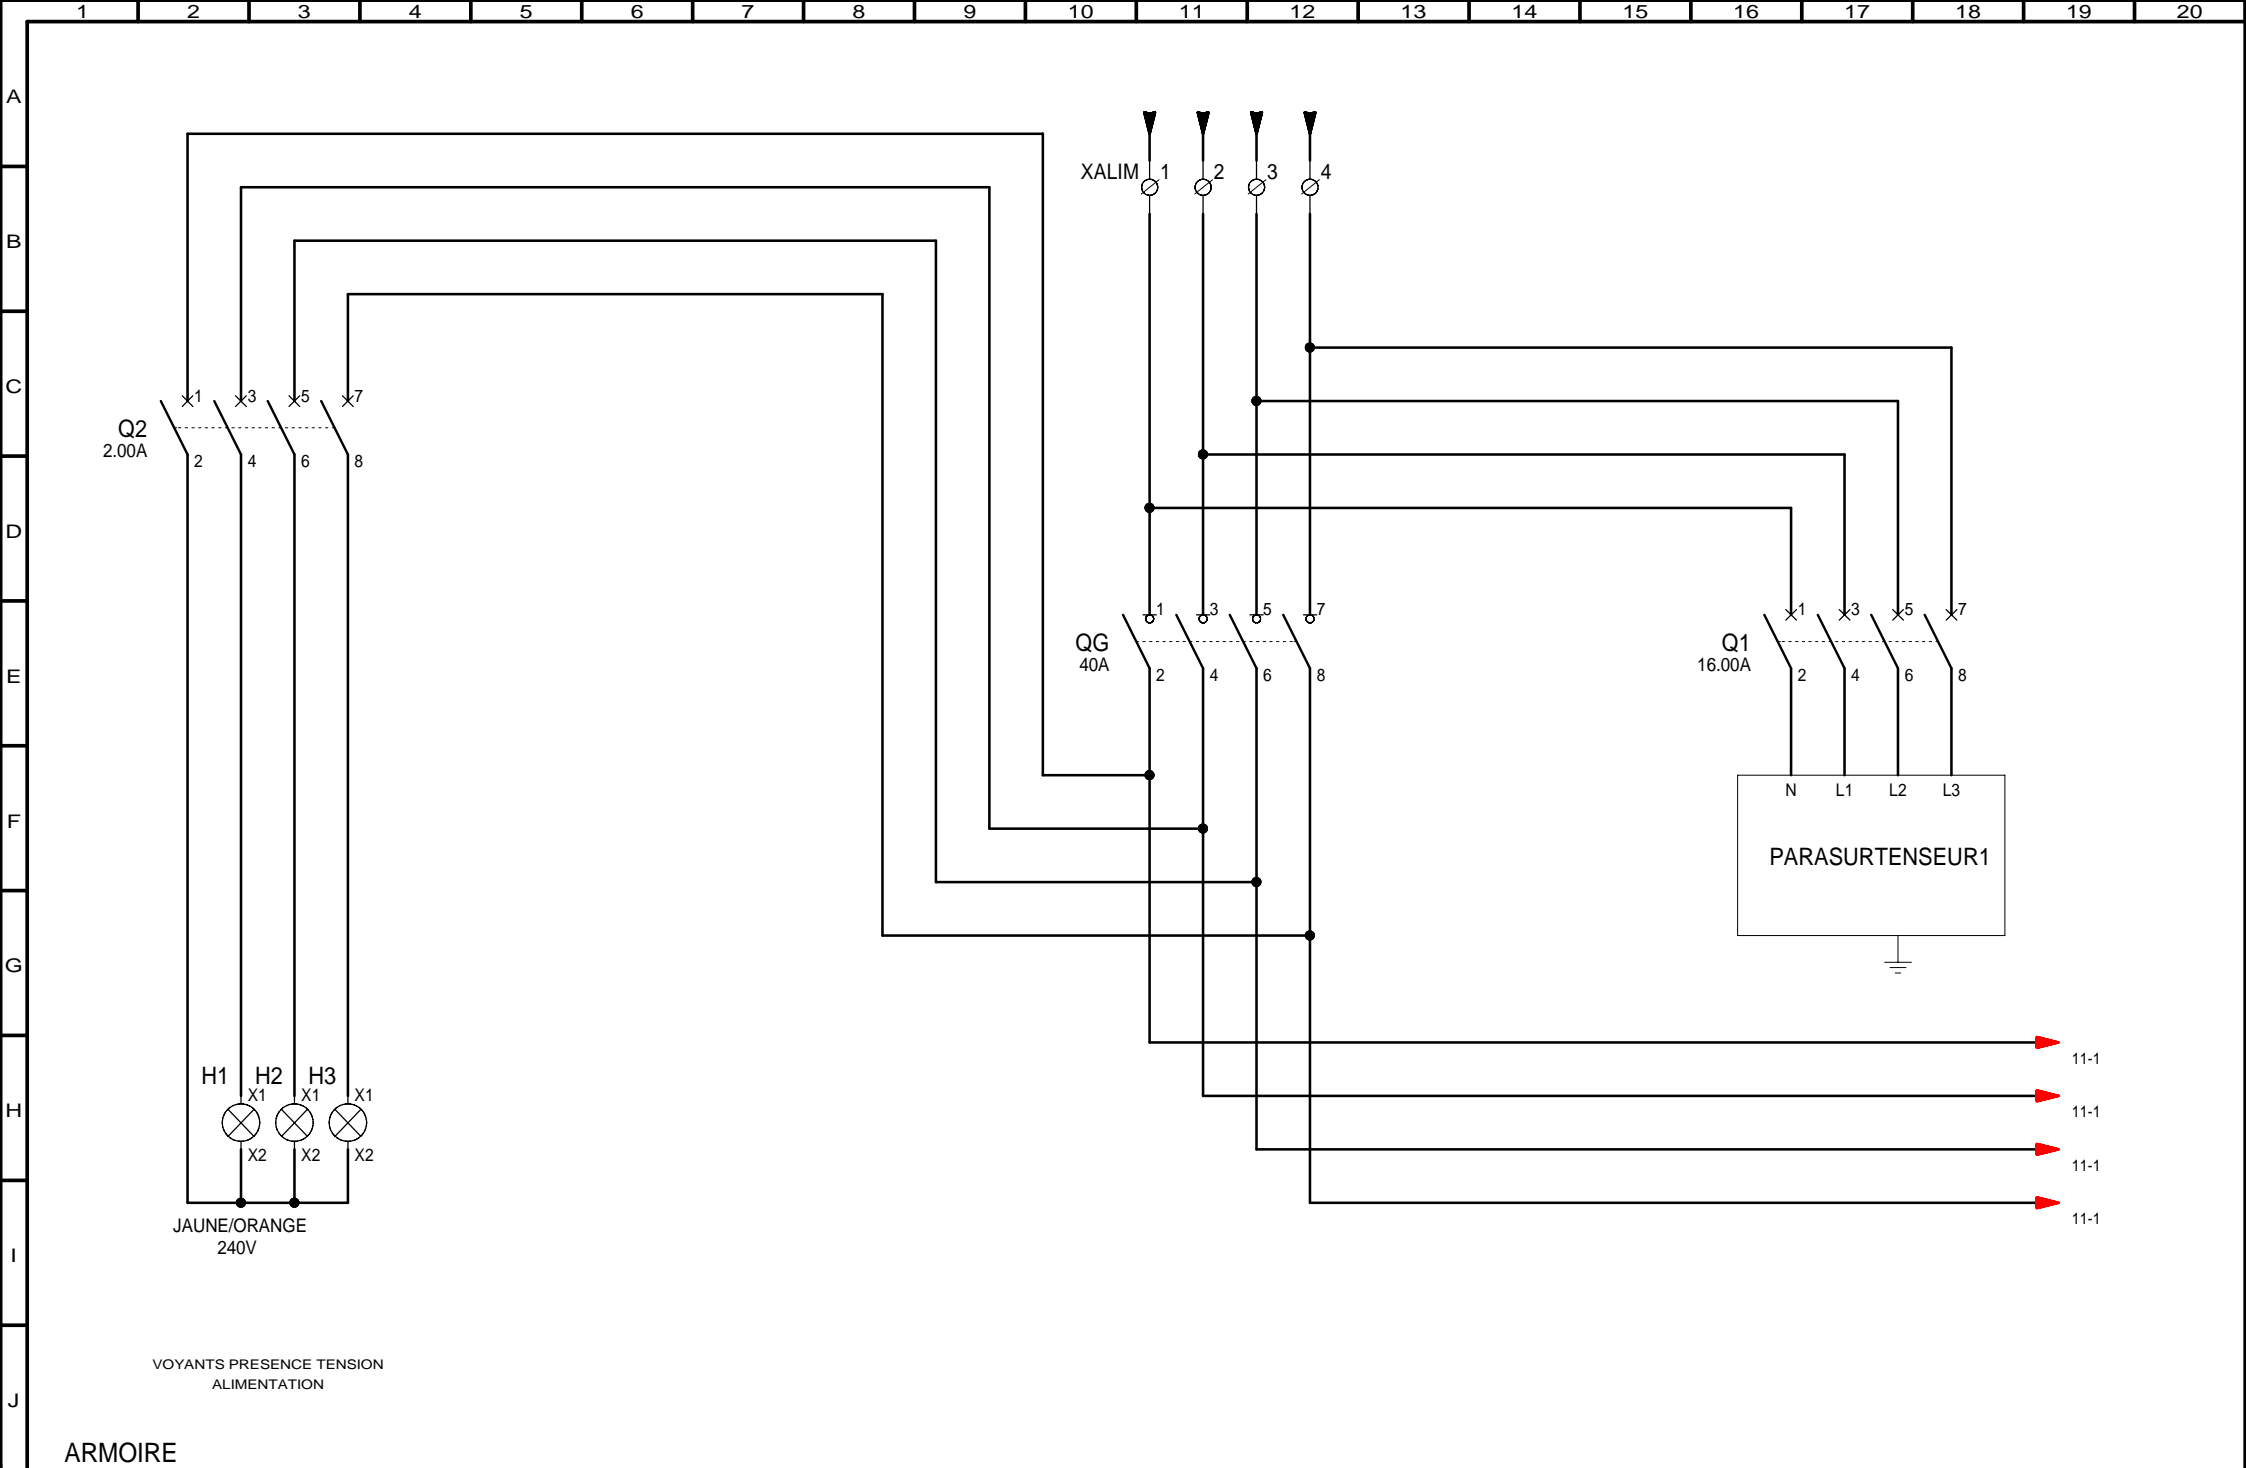 1 2 3 4 5 6 7 8 9 10 11 12 13 14 15 16 17 18 19 20
A
B
C
D
E
F
G
H
I
J
XALIM 1 2 3 4
1 3 5 7
Q2
2.00A
2 4 6 8
1 3 5 7
QG
40A
2 4 6 8
1 3 5 7
Q1
16.00A
2 4 6 8
N L1 L2 L3
PARASURTENSEUR1
11-1
11-1
11-1
11-1
H1 H2 H3
X1 X1 X1
X2 X2 X2
JAUNE/ORANGE
240V
VOYANTS PRESENCE TENSION
ALIMENTATION
ARMOIRE